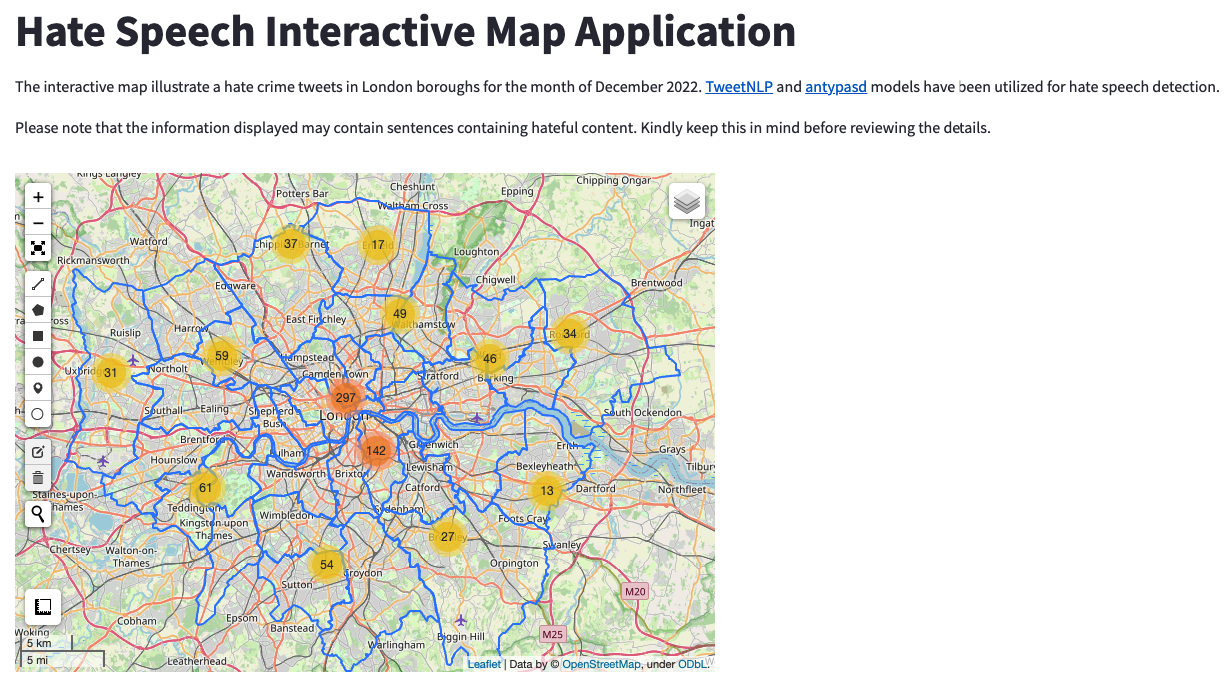 Hate Speech Interactive Map Application
The interactive map illustrate a hate crime tweets in London boroughs for the month of December 2022. TweetNLP and antypasd models have been utilized for hate speech detection.
Please note that the information displayed may contain sentences containing hateful content. Kindly keep this in mind before reviewing the details.
Kings Langley
Potters Bar
Cheshunt
Epping
Chipping Ongar
Waltham Cross
+
−
Ingat
Watford
37
17
Loughton
Rickmansworth
Chigwell
Brentwood
Edgware
49
East Finchley
Walthamstow
Ruislip
Harrow
34
59
Hampstead
46
Uxbridge
31
Northolt
Camden Town
Stratford
Barking
297
Southall
Ealing
Shepherd's
Bush
London
South Ockendon
Brentford
Fulham
142
Greenwich
Erith
Grays
Hounslow
Wandsworth
Brixton
Lewisham
Bexleyheath
Tilbury
61
Catford
13
Dartford
Northfleet
Staines-upon-
Thames
Teddington
Sydenham
Foots Cray
Kingston upon
Thames
Wimbledon
27
Swanley
Chertsey
Walton-on-
Thames
54
Croydon
Orpington
Sutton
M20
Cobham
Epsom
Banstead
Biggin Hill
M25
Woking
Warlingham
5 km
5 mi
Leatherhead
Leaflet | Data by © OpenStreetMap, under ODbL.